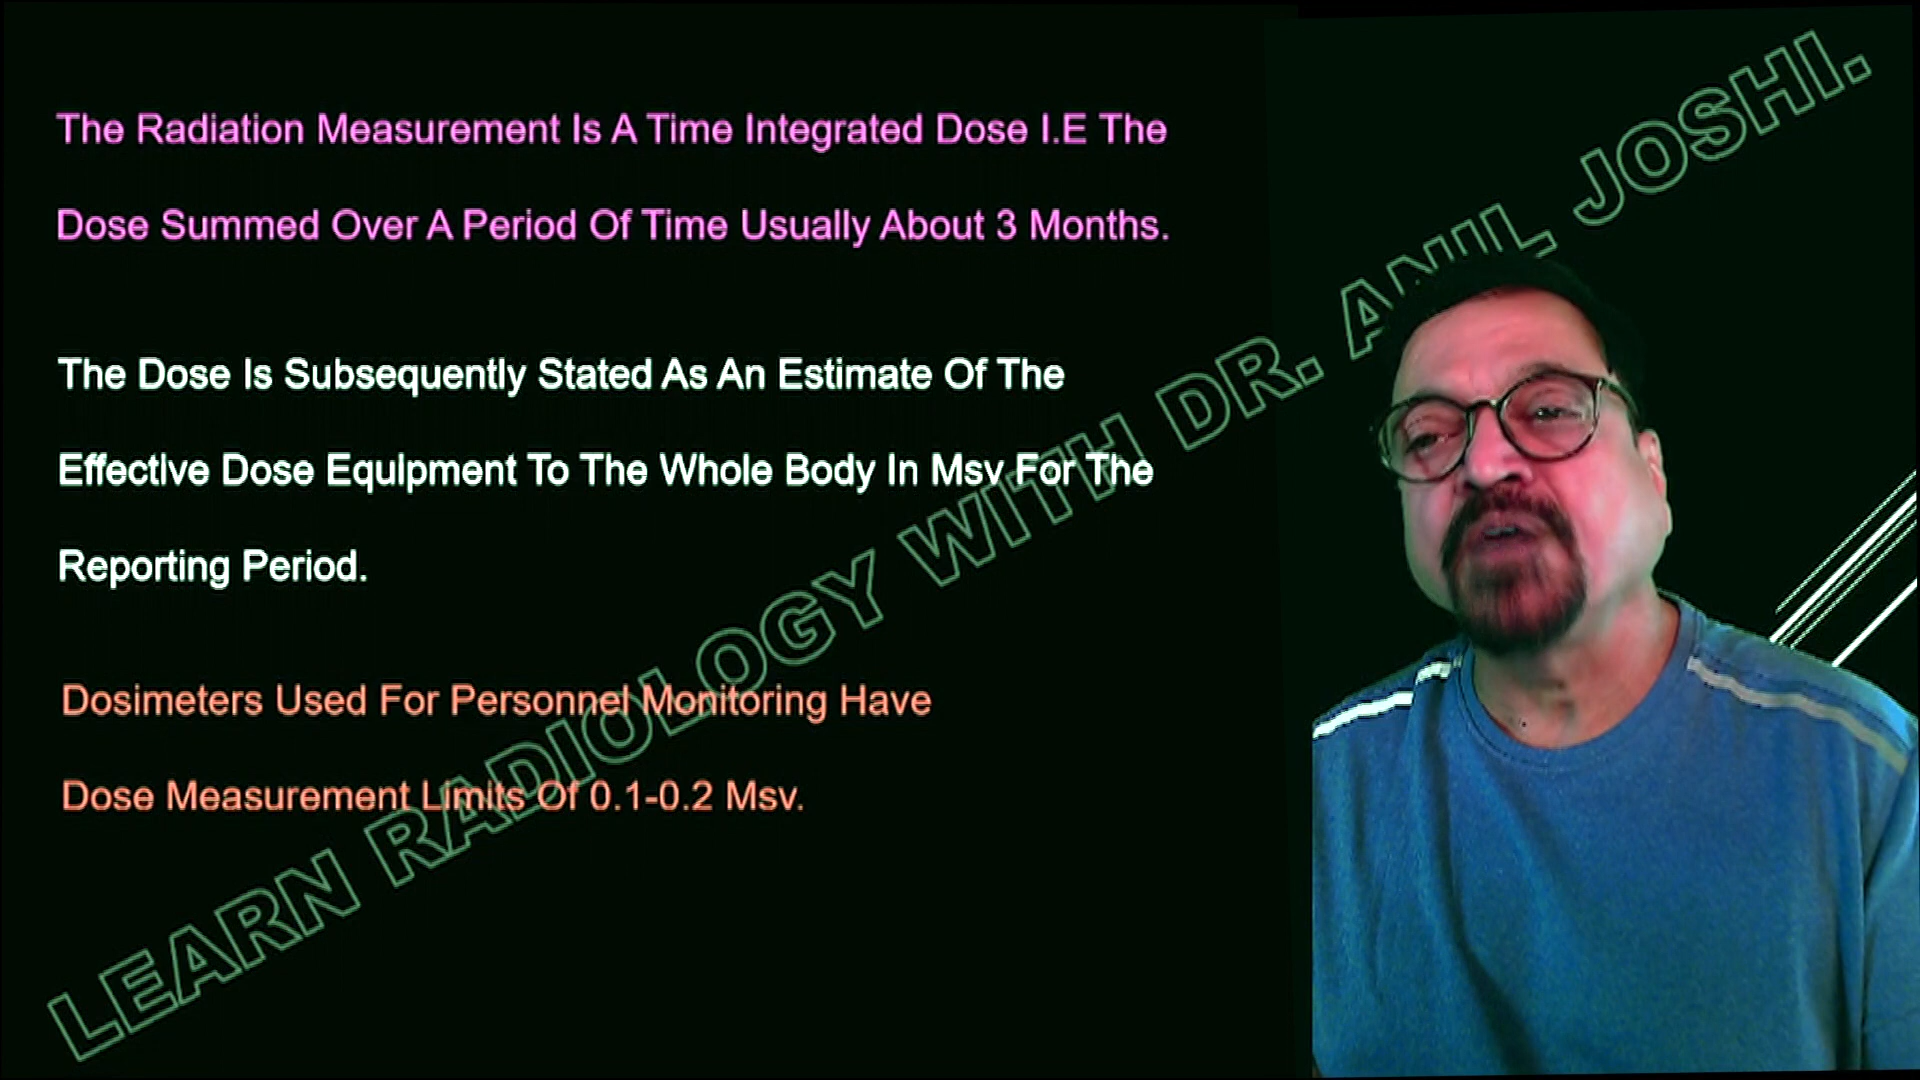 The Radiation Measurement Is A Time Integrated Dose I.E The
Dose Summed Over A Period Of Time Usually About 3 Months.
The Dose Is Subsequently Stated As An Estimate Of The
Effective Dose Equipment To The Whole Body In Msv For The
Reporting Period.
Dosimeters Used For Personnel Monitoring Have
Dose Measurement Limits Of 0.1-0.2 Msv.
LEARN RADIOLOGY WITH DR. ANIL JOSHI.